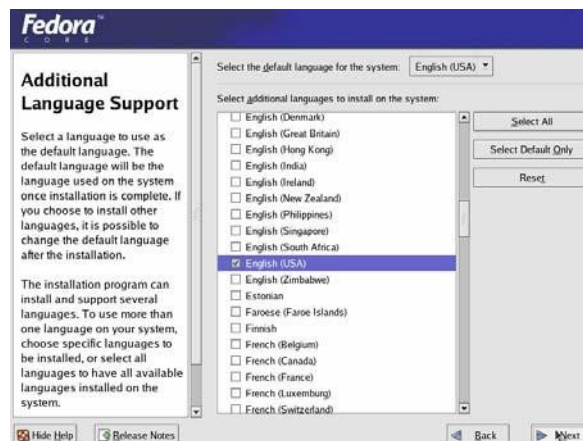 Fedora™
CORE
Additional
Language Support
Select a language to use as
the default language. The
default language will be the
language used on the system
once installation is complete. If
you choose to install other
languages, it is possible to
change the default language
after the installation.
The installation program can
install and support several
languages. To use more than
one language on your system,
choose specific languages to
be installed, or select all
languages to have all available
languages installed on the
system.
Select the default language for the system: English (USA)
Select additional languages to install on the system:
English (Denmark)
English (Great Britain)
English (Hong Kong)
English (India)
English (Ireland)
English (New Zealand)
English (Philippines)
English (Singapore)
English (South Africa)
English (USA)
English (Zimbabwe)
Estonian
Faroese (Faroe Islands)
Finnish
French (Belgium)
French (Canada)
French (France)
French (Luxemburg)
French (Switzerland)
Select All
Select Default Only
Reset
Hide Help
Release Notes
Back
Next